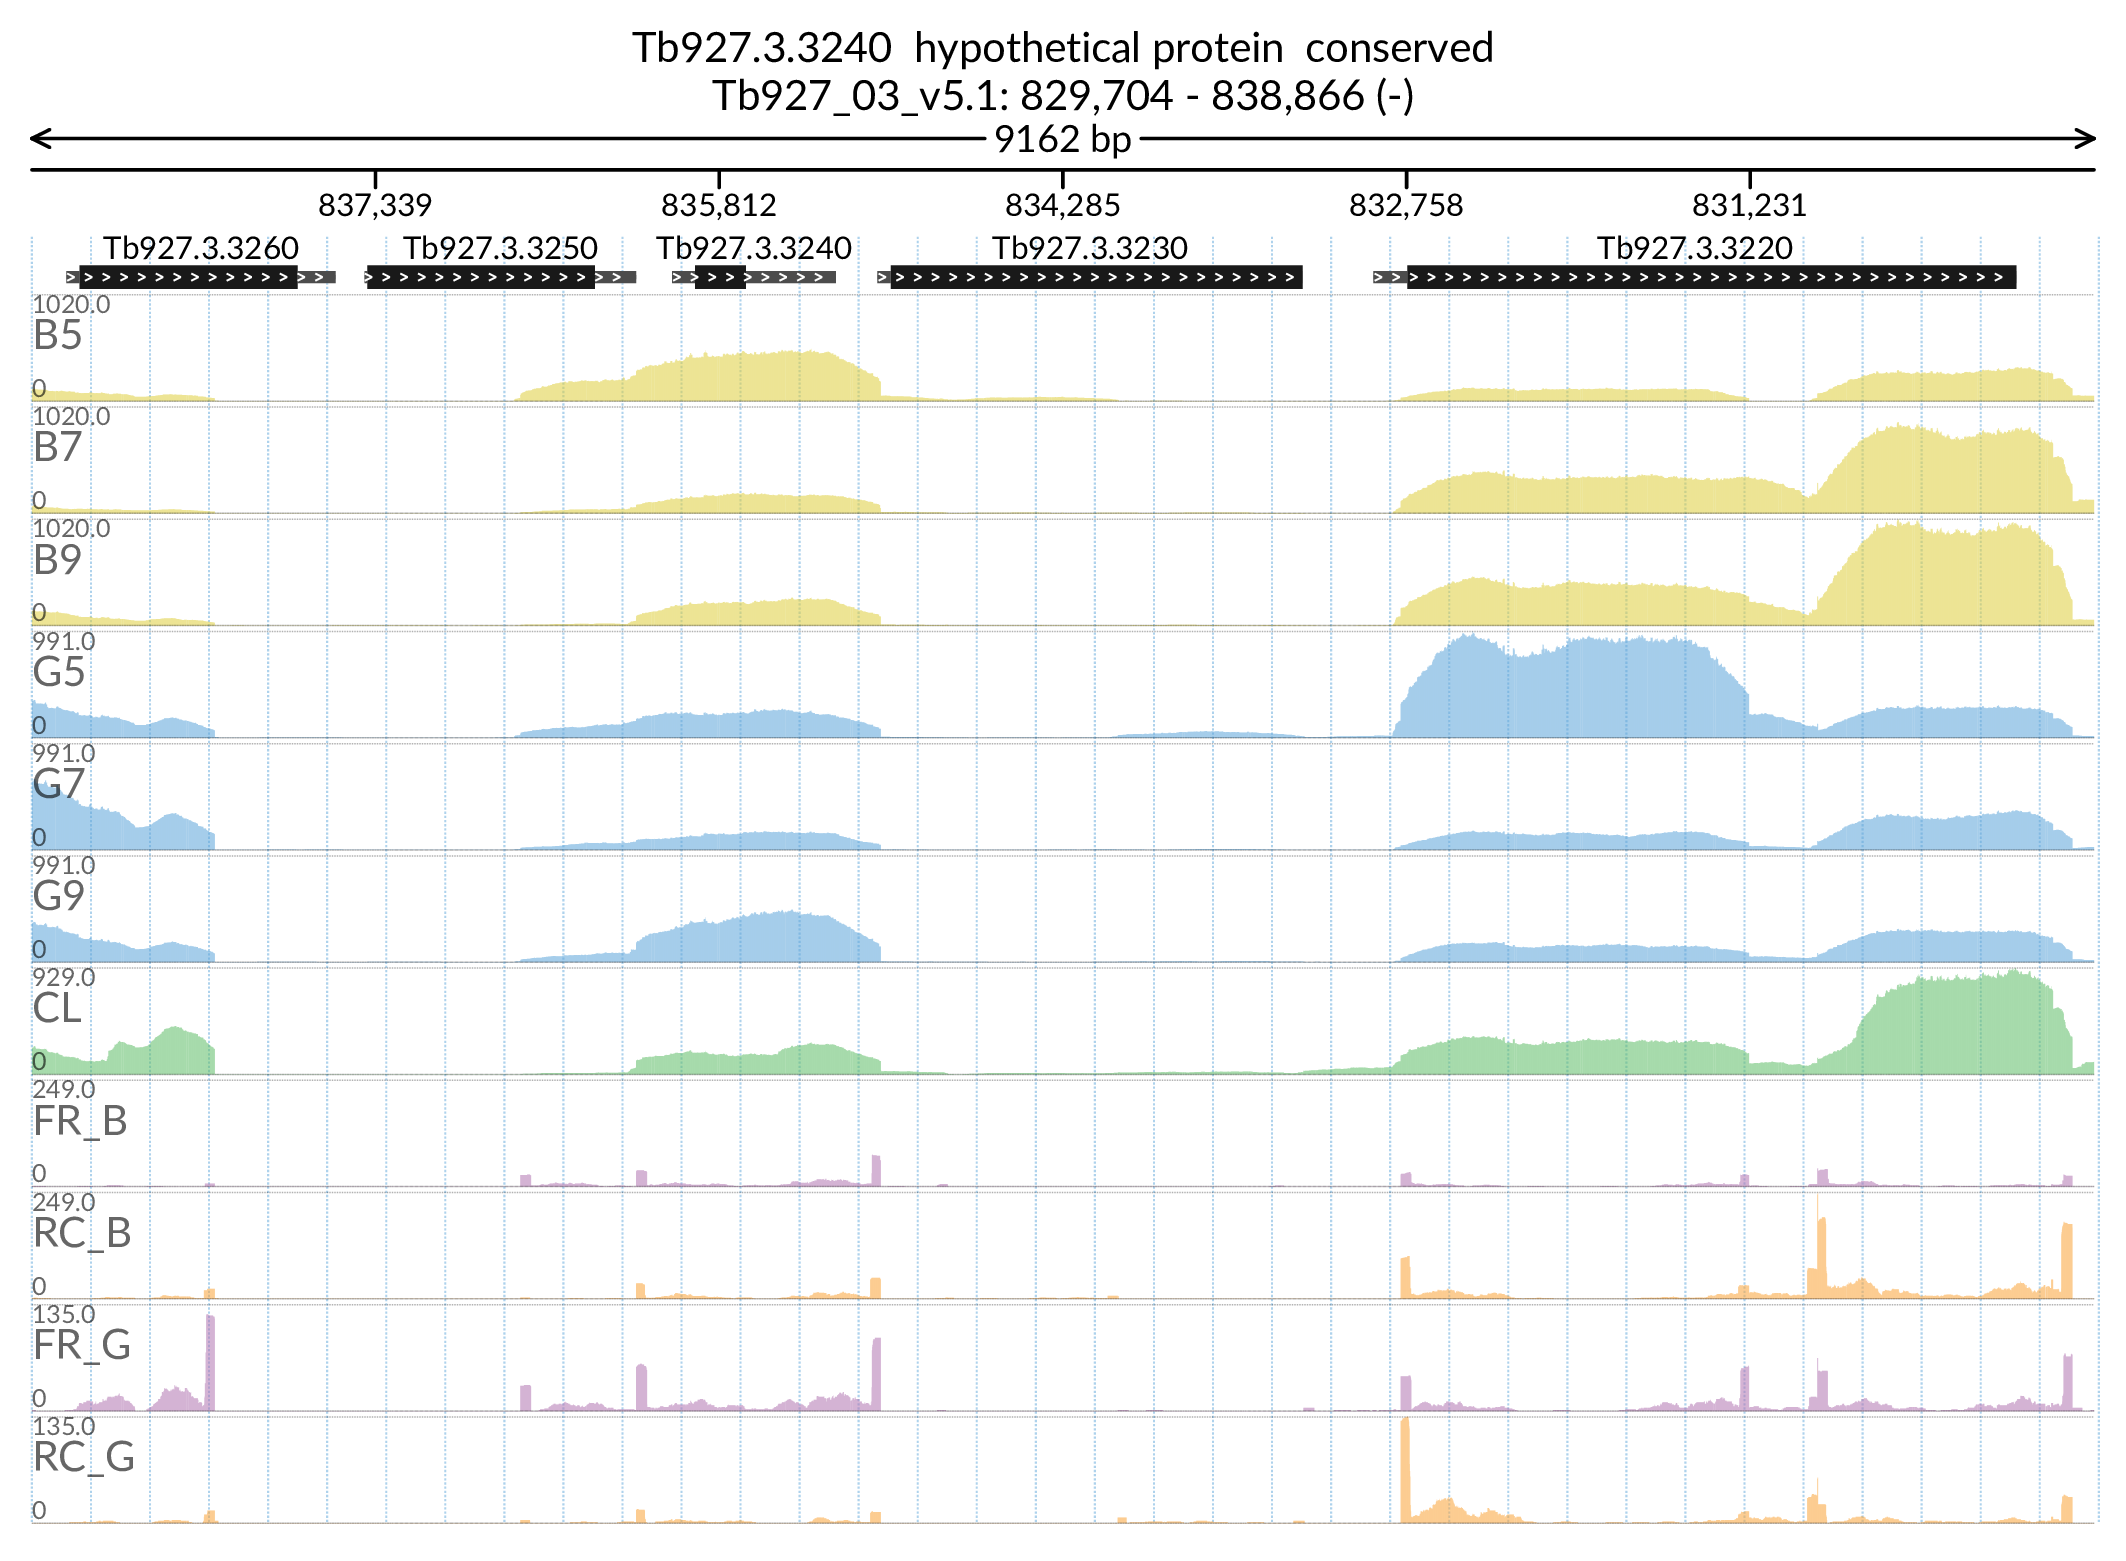 Tb927.3.3240  hypothetical protein  conserved
Tb927_03_v5.1: 829,704 - 838,866 (-)
9162 bp
837,339 835,812 834,285 832,758 831,231
Tb927.3.3260 Tb927.3.3250 Tb927.3.3240 Tb927.3.3230 Tb927.3.3220
1020.0
B5
0
1020.0
B7
0
1020.0
B9
0
991.0
G5
0
991.0
G7
0
991.0
G9
0
929.0
CL
0
249.0
FR_B
0
249.0
RC_B
0
135.0
FR_G
0
135.0
RC_G
0